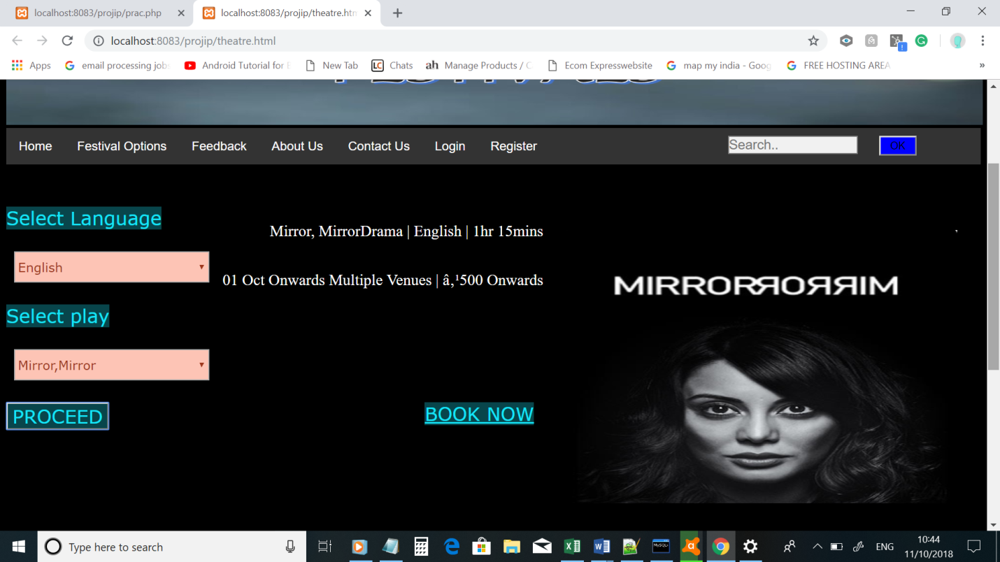 localhost:8083/projip/prac.php
localhost:8083/projip/theatre.htm
localhost:8083/projip/theatre.html
Apps
email processing job
Android Tutorial for
New Tab
LC Chats
ah Manage Products /
Ecom Expresswebsite
map my india - Goog
FREE HOSTING AREA
»
Home
Festival Options
Feedback
About Us
Contact Us
Login
Register
Search..
OK
Select Language
Mirror, MirrorDrama | English | 1hr 15mins
English
01 Oct Onwards Multiple Venues | â‚¹500 Onwards
MIRRORЯOЯЯIM
Select play
Mirror,Mirror
PROCEED
BOOK NOW
Type here to search
ENG
10:44
11/10/2018